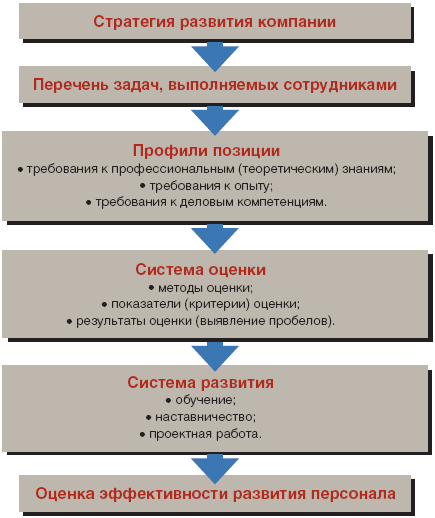 Стратегия развития компании
Перечень задач, выполняемых сотрудниками
Профили позиции
• требования к профессиональным (теоретическим) знаниям;
• требования к опыту;
• требования к деловым компетенциям.
Система оценки
• методы оценки;
• показатели (критерии) оценки;
• результаты оценки (выявление пробелов).
Система развития
• обучение;
• наставничество;
• проектная работа.
Оценка эффективности развития персонала